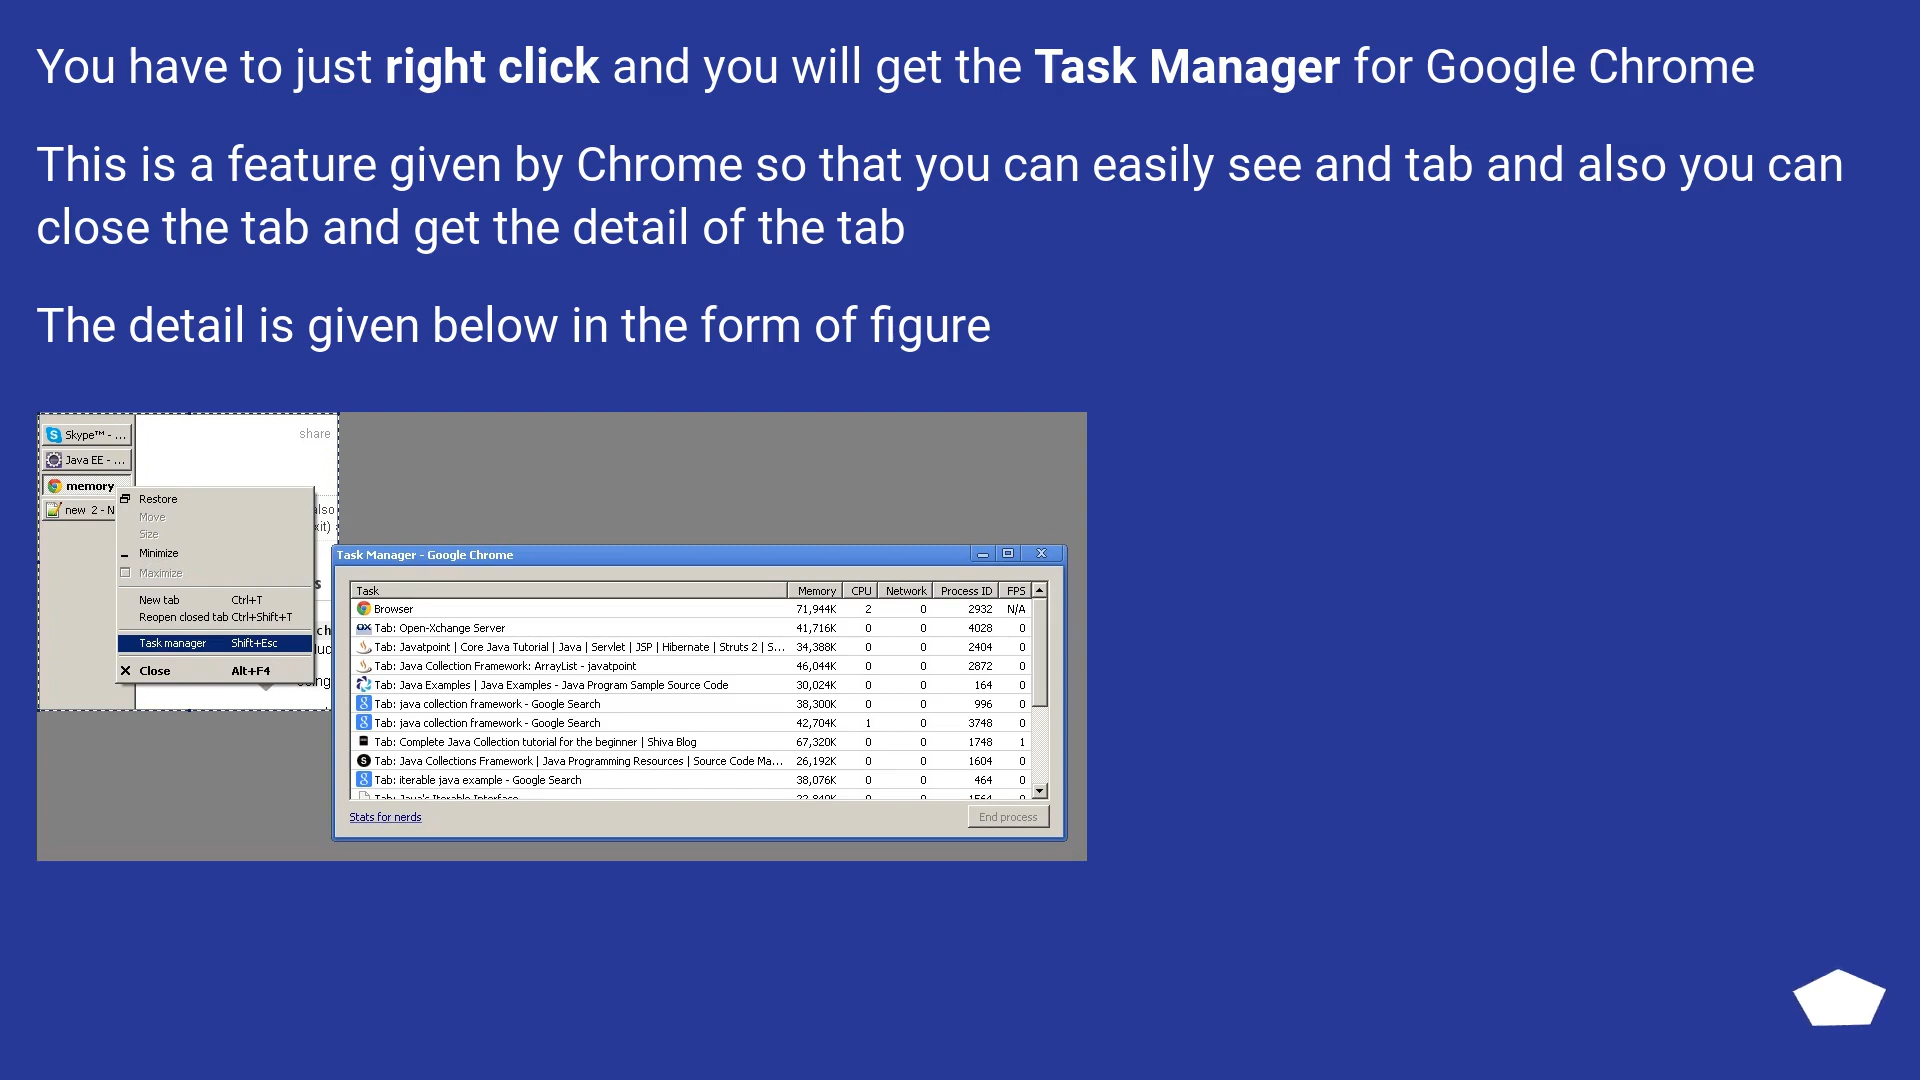 You have to just right click and you will get the Task Manager for Google Chrome
This is a feature given by Chrome so that you can easily see and tab and also you can
close the tab and get the detail of the tab
The detail is given below in the form of figure
share
Skype™ - ...
Java EE - ...
memory
new 2 - N
also
xit)
Restore
Move
Size
Minimize
Maximize
New tab Ctrl+T
Reopen closed tab Ctrl+Shift+T
Task manager Shift+Esc
Close Alt+F4
Task Manager - Google Chrome
Task Memory CPU Network Process ID FPS
Browser 71,944K 2 0 2932 N/A
Tab: Open-Xchange Server 41,716K 0 0 4028 0
Tab: Javatpoint | Core Java Tutorial | Java | Servlet | JSP | Hibernate | Struts 2 | S... 34,388K 0 0 2404 0
Tab: Java Collection Framework: ArrayList - javatpoint 46,044K 0 0 2872 0
Tab: Java Examples | Java Examples - Java Program Sample Source Code 30,024K 0 0 164 0
Tab: java collection framework - Google Search 38,300K 0 0 996 0
Tab: java collection framework - Google Search 42,704K 1 0 3748 0
Tab: Complete Java Collection tutorial for the beginner | Shiva Blog 67,320K 0 0 1748 1
Tab: Java Collections Framework | Java Programming Resources | Source Code Ma... 26,192K 0 0 1604 0
Tab: iterable java example - Google Search 38,076K 0 0 464 0
Tab: Java's Iterable Interface
Stats for nerds
End process